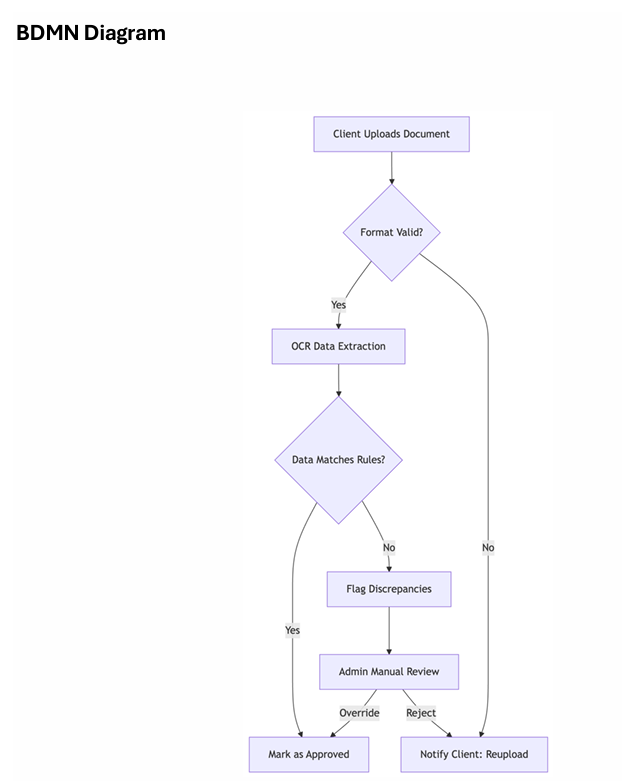 BDMN Diagram
Client Uploads Document
Format Valid?
Yes
OCR Data Extraction
Data Matches Rules?
No
No
Flag Discrepancies
Yes
Admin Manual Review
Override
Reject
Mark as Approved
Notify Client: Reupload